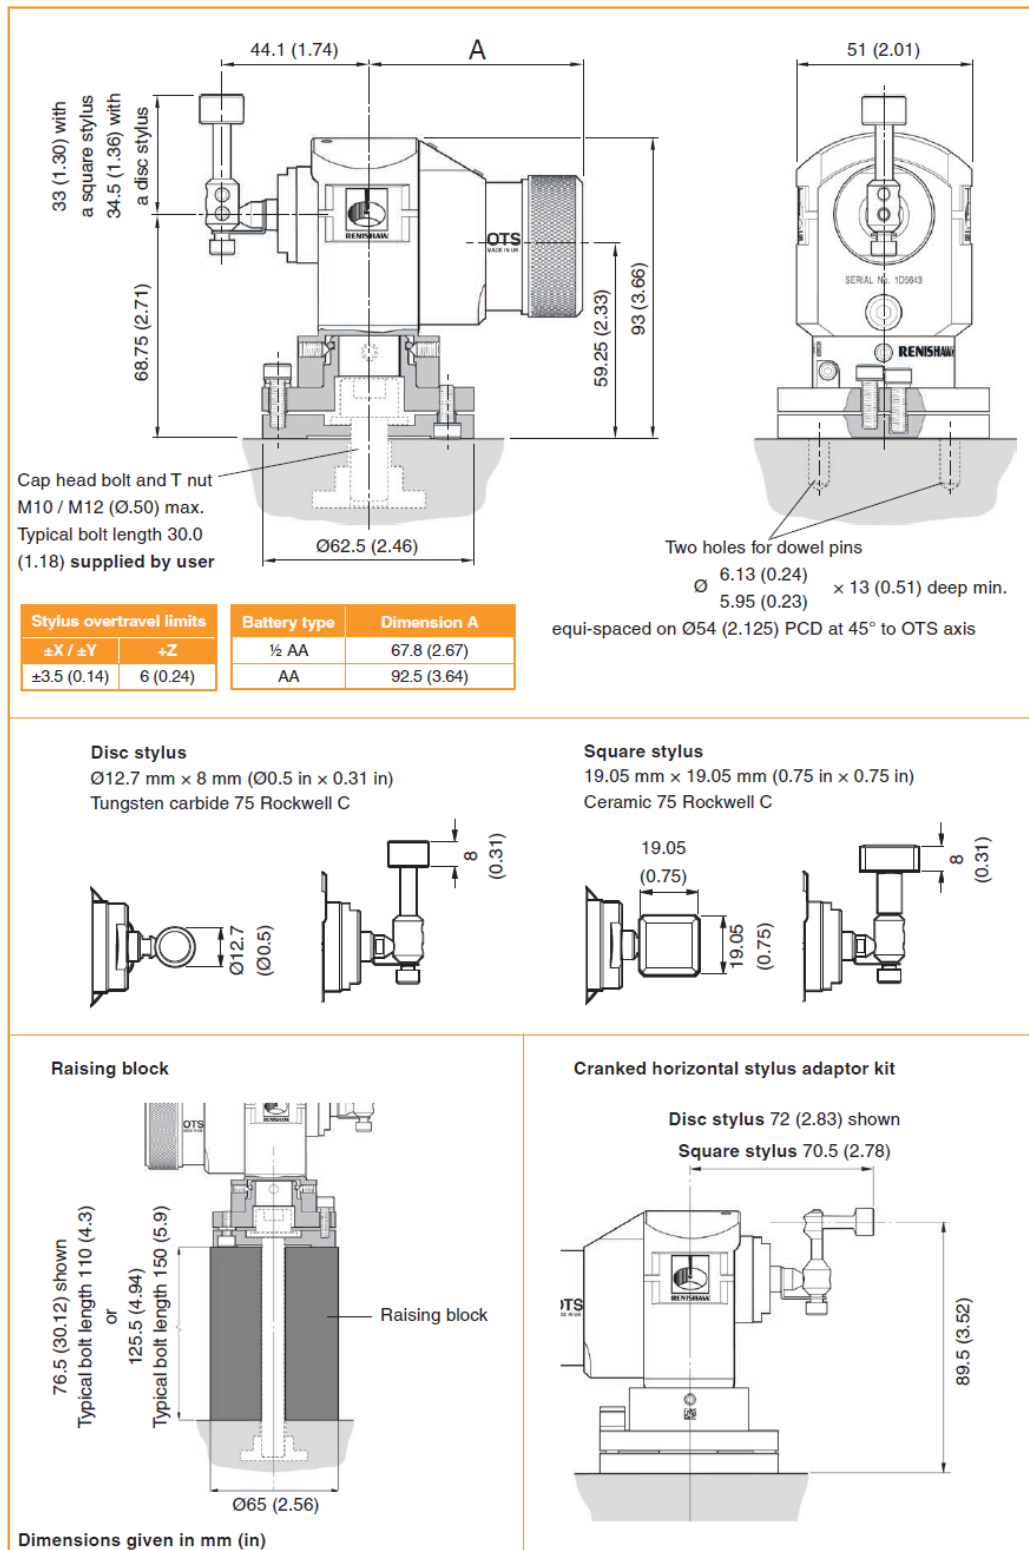 44.1 (1.74)
A
51 (2.01)
33 (1.30) with
a square stylus
34.5 (1.36) with
a disc stylus
68.75 (2.71)
RENISHAW
OTS
MADE IN UK
59.25 (2.33)
93 (3.66)
SERIAL No. 1D5643
RENISHAW
Cap head bolt and T nut
M10 / M12 (Ø.50) max.
Typical bolt length 30.0
(1.18) supplied by user
Ø62.5 (2.46)
Two holes for dowel pins
Ø 6.13 (0.24)
5.95 (0.23)
× 13 (0.51) deep min.
equi-spaced on Ø54 (2.125) PCD at 45° to OTS axis
Stylus overtravel limits
±X / ±Y +Z
±3.5 (0.14) 6 (0.24)
Battery type Dimension A
½ AA 67.8 (2.67)
AA 92.5 (3.64)
Disc stylus
Ø12.7 mm × 8 mm (Ø0.5 in × 0.31 in)
Tungsten carbide 75 Rockwell C
Ø12.7
(Ø0.5)
8
(0.31)
Square stylus
19.05 mm × 19.05 mm (0.75 in × 0.75 in)
Ceramic 75 Rockwell C
19.05
(0.75)
19.05
(0.75)
8
(0.31)
Raising block
OTS
MADE IN UK
RENISHAW
76.5 (30.12) shown
Typical bolt length 110 (4.3)
or
125.5 (4.94)
Typical bolt length 150 (5.9)
Raising block
Ø65 (2.56)
Cranked horizontal stylus adaptor kit
Disc stylus 72 (2.83) shown
Square stylus 70.5 (2.78)
RENISHAW
OTS
89.5 (3.52)
Dimensions given in mm (in)